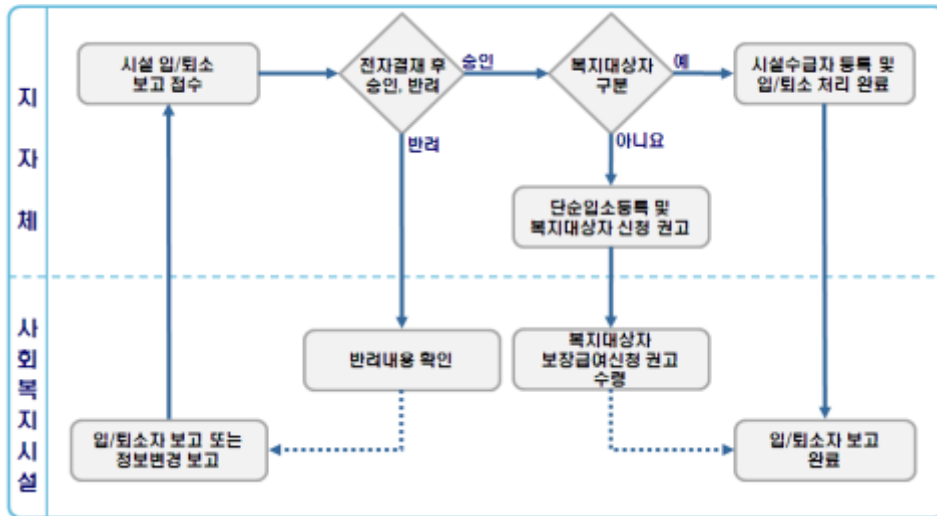 지
자
체
시설 입/퇴소
보고 접수
전자결재 후
승인, 반려
승인
복지대상자
구분
예
시설수급자 등록 및
입/퇴소 처리 완료
반려
아니요
단순입소등록 및
복지대상자 신청 권고
사
회
복
지
시
설
반려내용 확인
복지대상자
보장급여신청 권고
수령
입/퇴소자 보고 또는
정보변경 보고
입/퇴소자 보고
완료